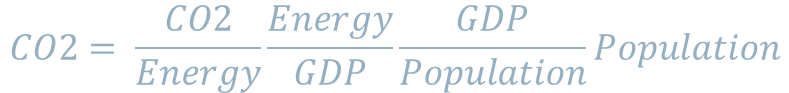 CO2 = CO2/Energy Energy/GDP GDP/Population Population